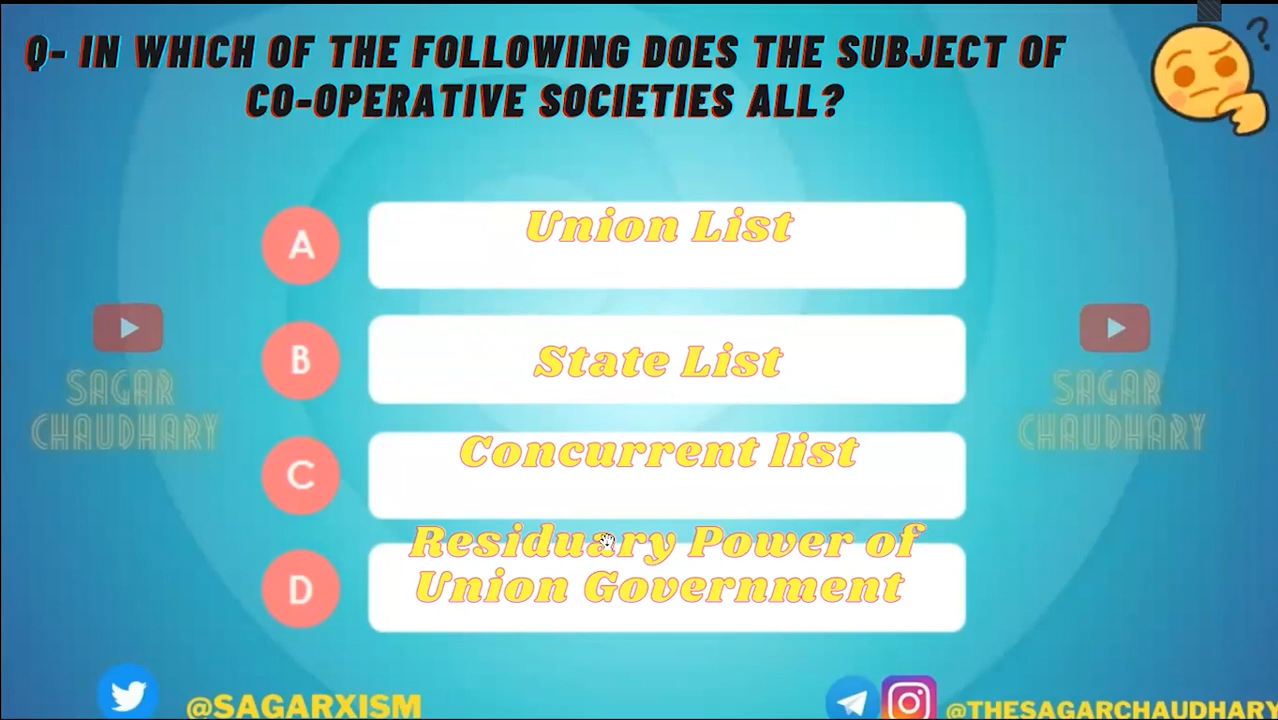 Q- IN WHICH OF THE FOLLOWING DOES THE SUBJECT OF
CO-OPERATIVE SOCIETIES ALL?
A
Union List
B
State List
C
Concurrent list
D
Residuary Power of
Union Government
SAGAR
CHAUDHARY
SAGAR
CHAUDHARY
@SAGARXISM
@THESAGARCHAUDHARY